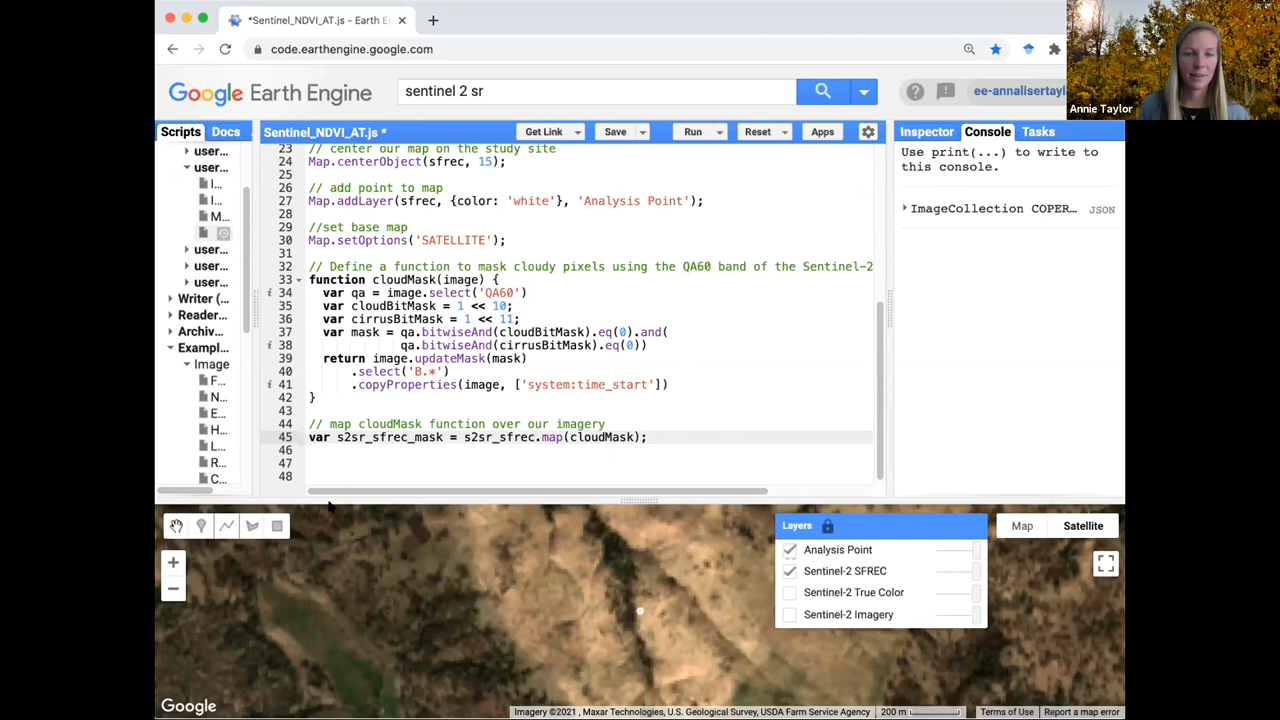 *Sentinel_NDVI_AT.js - Earth E
code.earthengine.google.com
Annie Taylor
Google Earth Engine
sentinel 2 sr
ee-annalisertayl
Scripts Docs
Sentinel_NDVI_AT.js *
Get Link Save Run Reset Apps
Inspector Console Tasks
user...
user...
I...
I...
M...
user...
user...
user...
Writer (...
Reader...
Archiv...
Exampl...
Image
F...
N...
E...
H...
L...
R...
C...
23 // center our map on the study site
24 Map.centerObject(sfrec, 15);
25
26 // add point to map
27 Map.addLayer(sfrec, {color: 'white'}, 'Analysis Point');
28
29 //set base map
30 Map.setOptions('SATELLITE');
31
32 // Define a function to mask cloudy pixels using the QA60 band of the Sentinel-2
33 function cloudMask(image) {
34 var qa = image.select('QA60')
35 var cloudBitMask = 1 << 10;
36 var cirrusBitMask = 1 << 11;
37 var mask = qa.bitwiseAnd(cloudBitMask).eq(0).and(
38 qa.bitwiseAnd(cirrusBitMask).eq(0))
39 return image.updateMask(mask)
40 .select('B.*')
41 .copyProperties(image, ['system:time_start'])
42 }
43
44 // map cloudMask function over our imagery
45 var s2sr_sfrec_mask = s2sr_sfrec.map(cloudMask);
46
47
48
Use print(...) to write to
this console.
ImageCollection COPER... JSON
Layers
Analysis Point
Sentinel-2 SFREC
Sentinel-2 True Color
Sentinel-2 Imagery
Map Satellite
Google
Imagery ©2021 , Maxar Technologies, U.S. Geological Survey, USDA Farm Service Agency
200 m
Terms of Use
Report a map error